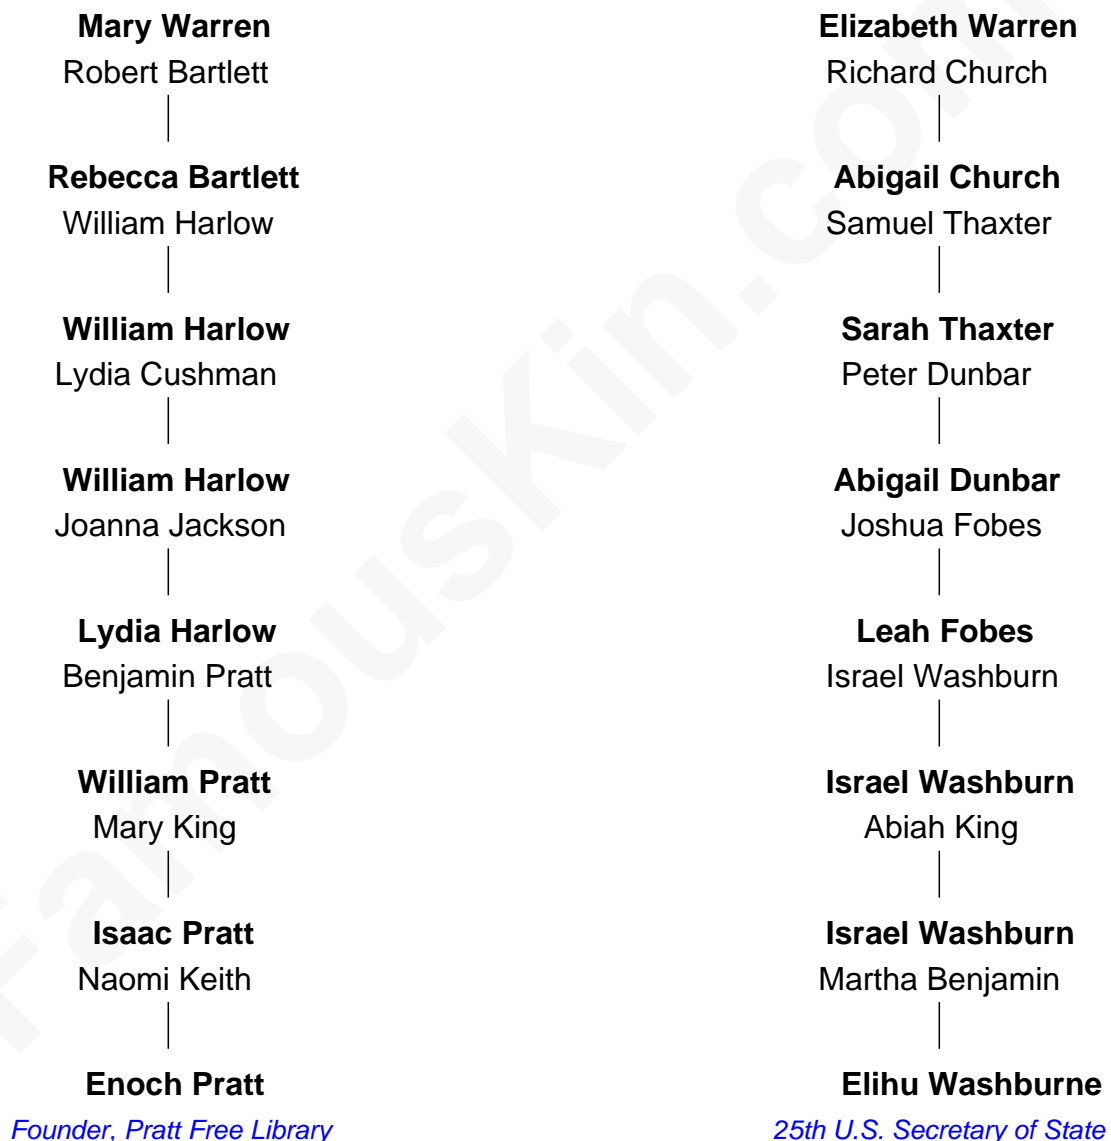 Mary Warren
Robert Bartlett
Rebecca Bartlett
William Harlow
William Harlow
Lydia Cushman
William Harlow
Joanna Jackson
Lydia Harlow
Benjamin Pratt
William Pratt
Mary King
Isaac Pratt
Naomi Keith
Enoch Pratt
Founder, Pratt Free Library
Elizabeth Warren
Richard Church
Abigail Church
Samuel Thaxter
Sarah Thaxter
Peter Dunbar
Abigail Dunbar
Joshua Fobes
Leah Fobes
Israel Washburn
Israel Washburn
Abiah King
Israel Washburn
Martha Benjamin
Elihu Washburne
25th U.S. Secretary of State
FamousKin.com